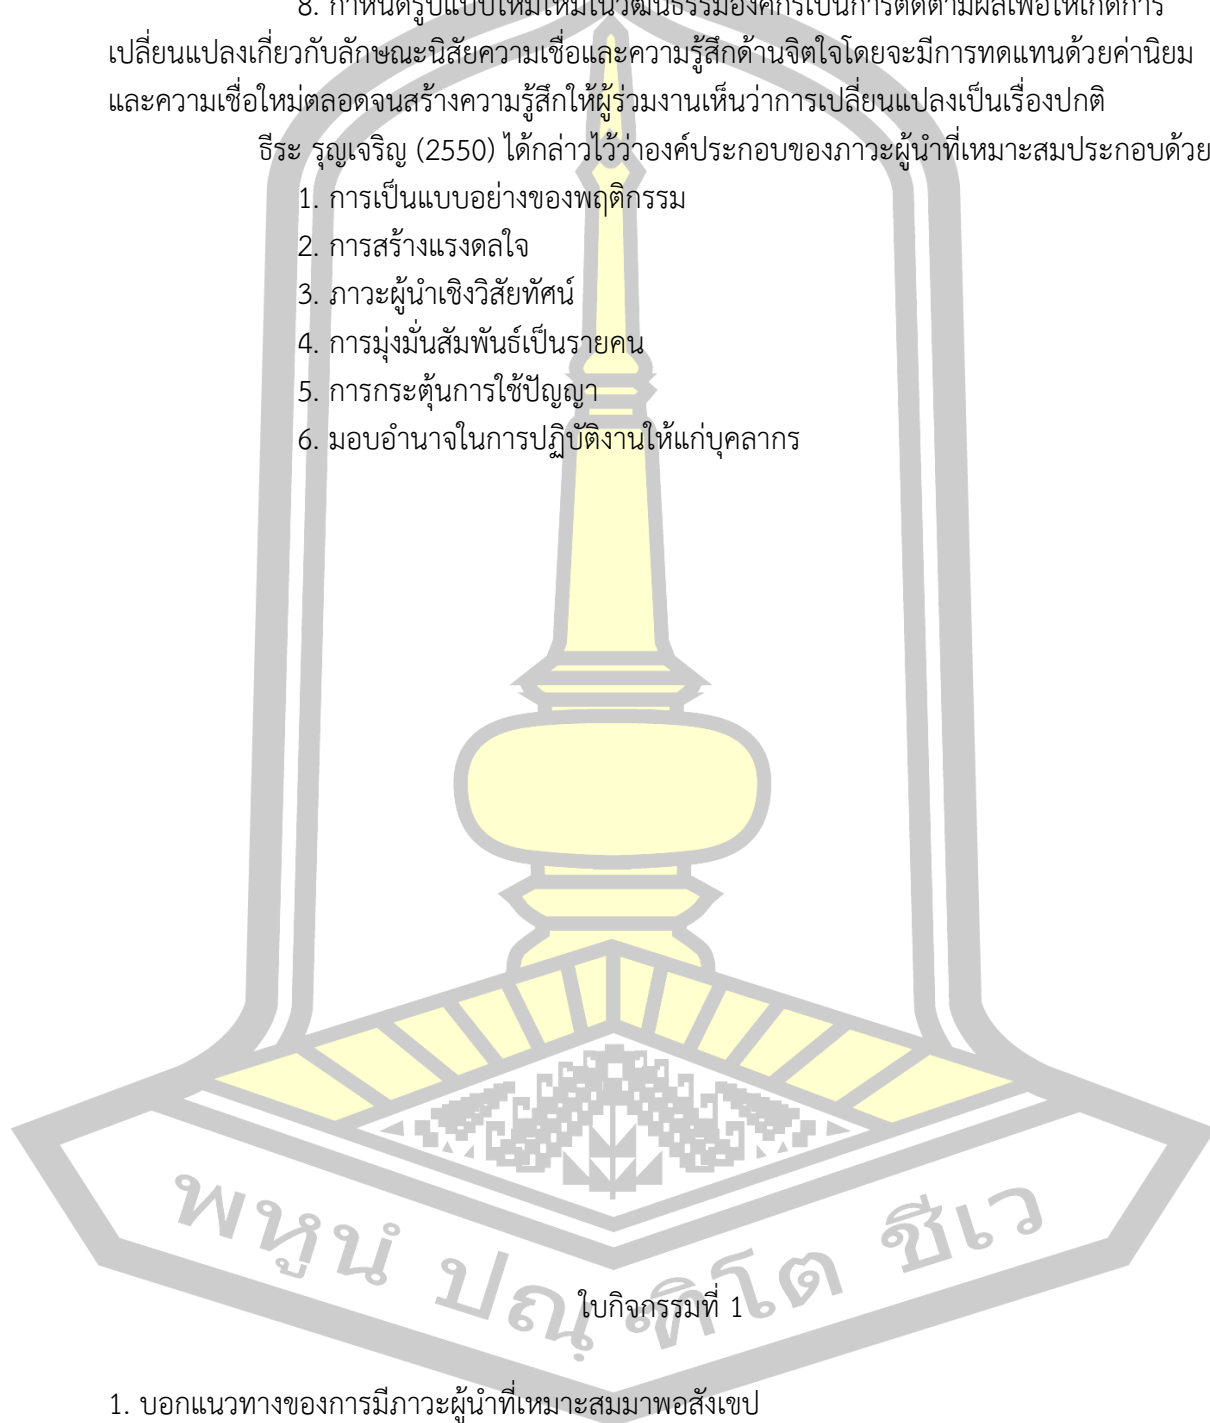 8. กำหนดรูปแบบใหม่ใหม่ในวัฒนธรรมองค์กรเป็นการติดตามผลเพื่อให้เกิดการ
เปลี่ยนแปลงเกี่ยวกับลักษณะนิสัยความเชื่อและความรู้สึกด้านจิตใจโดยจะมีการทดแทนด้วยค่านิยม
และความเชื่อใหม่ตลอดจนสร้างความรู้สึกให้ผู้ร่วมงานเห็นว่าการเปลี่ยนแปลงเป็นเรื่องปกติ
ธีระ รุญเจริญ (2550) ได้กล่าวไว้ว่าองค์ประกอบของภาวะผู้นำที่เหมาะสมประกอบด้วย
1. การเป็นแบบอย่างของพฤติกรรม
2. การสร้างแรงดลใจ
3. ภาวะผู้นำเชิงวิสัยทัศน์
4. การมุ่งมั่นสัมพันธ์เป็นรายคน
5. การกระตุ้นการใช้ปัญญา
6. มอบอำนาจในการปฏิบัติงานให้แก่บุคลากร
พหูนํ ปณฺฑิโต ชีเว
ใบกิจกรรมที่ 1
1. บอกแนวทางของการมีภาวะผู้นำที่เหมาะสมมาพอสังเขป